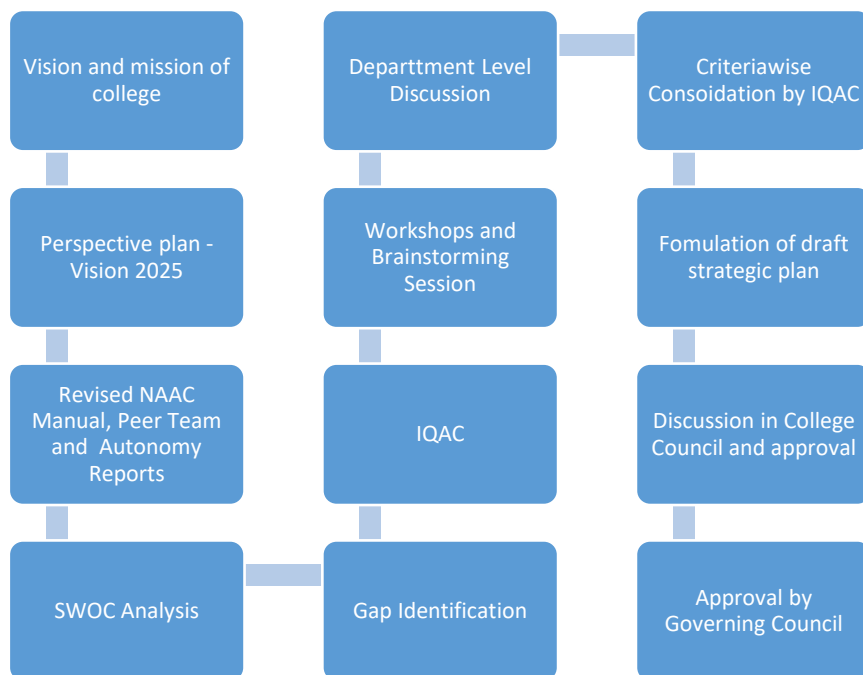 Vision and mission of
college
Perspective plan -
Vision 2025
Revised NAAC
Manual, Peer Team
and Autonomy
Reports
SWOC Analysis
Gap Identification
IQAC
Workshops and
Brainstorming
Session
Departtment Level
Discussion
Criteriawise
Consoidation by IQAC
Fomulation of draft
strategic plan
Discussion in College
Council and approval
Approval by
Governing Council